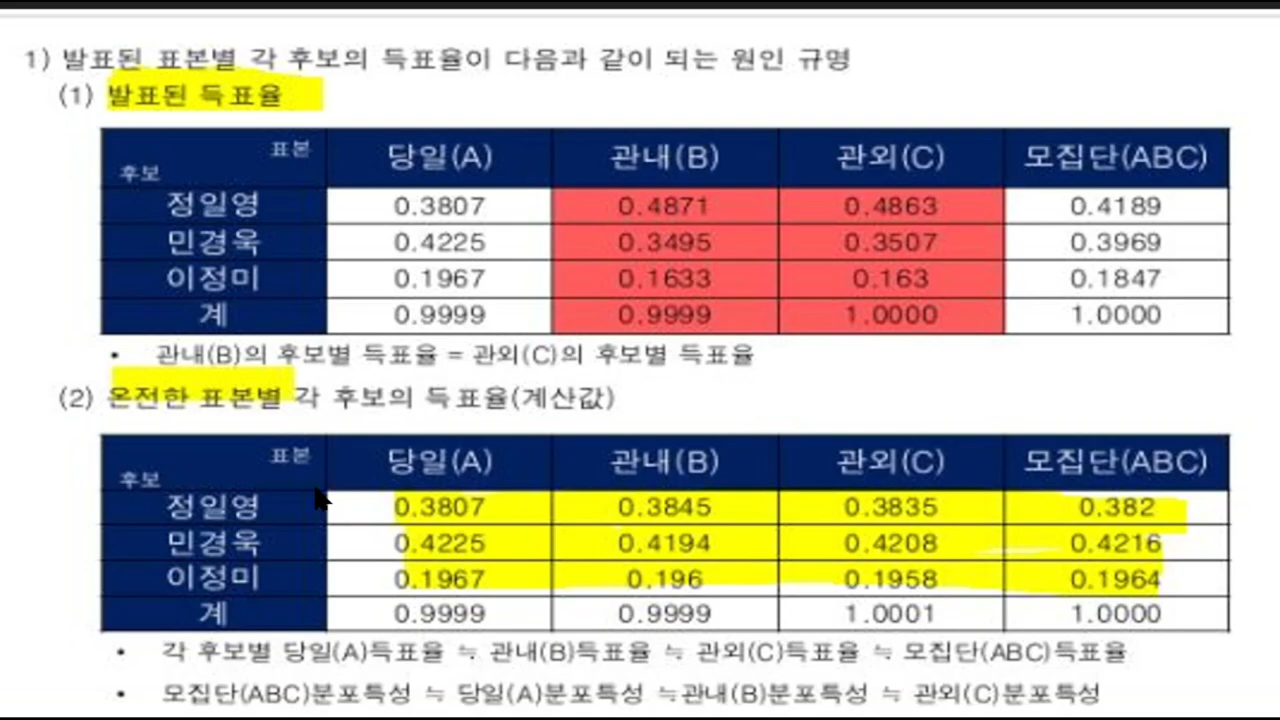 1) 발표된 표본별 각 후보의 득표율이 다음과 같이 되는 원인 규명
(1) 발표된 득표율
표본 후보 당일(A) 관내(B) 관외(C) 모집단(ABC)
정일영 0.3807 0.4871 0.4863 0.4189
민경욱 0.4225 0.3495 0.3507 0.3969
이정미 0.1967 0.1633 0.163 0.1847
계 0.9999 0.9999 1.0000 1.0000
• 관내(B)의 후보별 득표율 = 관외(C)의 후보별 득표율
(2) 온전한 표본별 각 후보의 득표율(계산값)
표본 후보 당일(A) 관내(B) 관외(C) 모집단(ABC)
정일영 0.3807 0.3845 0.3835 0.382
민경욱 0.4225 0.4194 0.4208 0.4216
이정미 0.1967 0.196 0.1958 0.1964
계 0.9999 0.9999 1.0001 1.0000
• 각 후보별 당일(A)득표율 ≒ 관내(B)득표율 ≒ 관외(C)득표율 ≒ 모집단(ABC)득표율
• 모집단(ABC)분포특성 ≒ 당일(A)분포특성 ≒관내(B)분포특성 ≒ 관외(C)분포특성